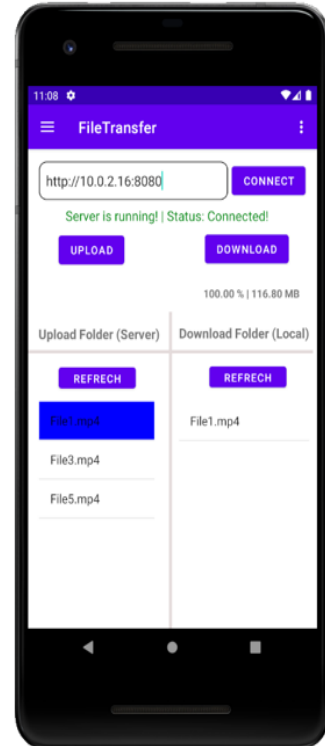 11:08
FileTransfer
http://10.0.2.16:8080
CONNECT
Server is running! | Status: Connected!
UPLOAD
DOWNLOAD
100.00 % | 116.80 MB
Upload Folder (Server)
Download Folder (Local)
REFRECH
REFRECH
File1.mp4
File1.mp4
File3.mp4
File5.mp4